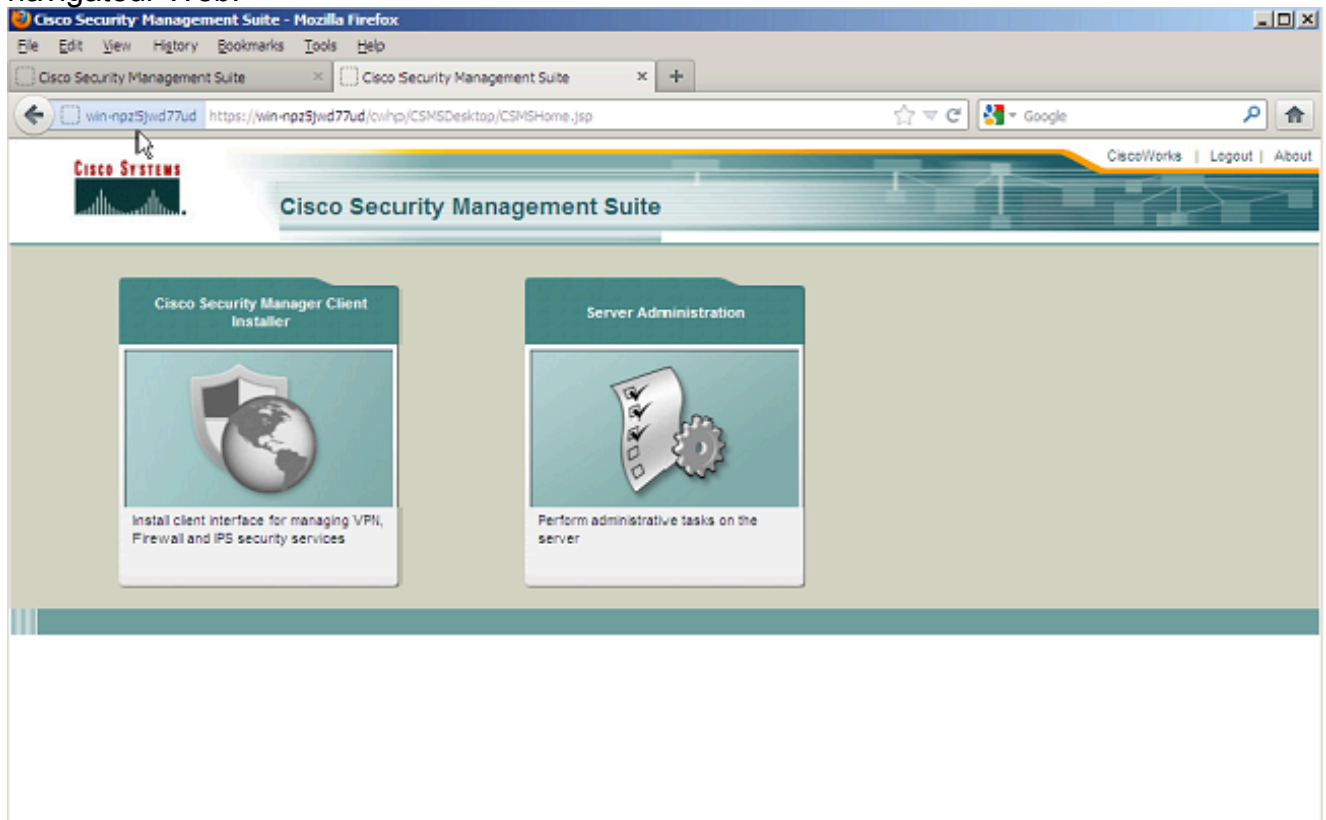 navigateur Web.
Cisco Security Management Suite - Mozilla Firefox
File Edit View History Bookmarks Tools Help
Cisco Security Management Suite
Cisco Security Management Suite
win-npz5jwd77ud https://win-npz5jwd77ud/cwhp/CSMSDesktop/CSMSHome.jsp
Google
CiscoWorks | Logout | About
CISCO SYSTEMS
Cisco Security Management Suite
Cisco Security Manager Client
Installer
Server Administration
Install client interface for managing VPN,
Firewall and IPS security services
Perform administrative tasks on the
server